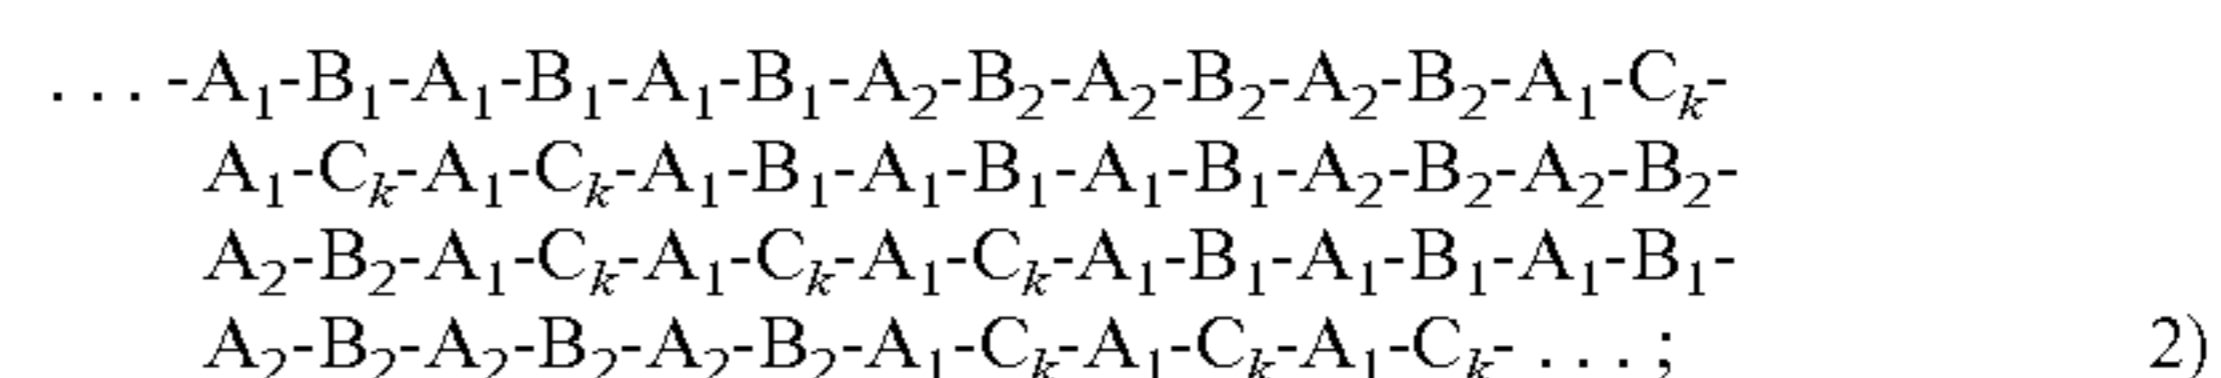 . . . -A₁-B₁-A₁-B₁-A₁-B₁-A₂-B₂-A₂-B₂-A₂-B₂-A₁-Cₖ-
A₁-Cₖ-A₁-Cₖ-A₁-B₁-A₁-B₁-A₁-B₁-A₂-B₂-A₂-B₂-
A₂-B₂-A₁-Cₖ-A₁-Cₖ-A₁-Cₖ-A₁-B₁-A₁-B₁-A₁-B₁-
A₂-B₂-A₂-B₂-A₂-B₂-A₁-Cₖ-A₁-Cₖ-A₁-Cₖ- . . . ; 2)